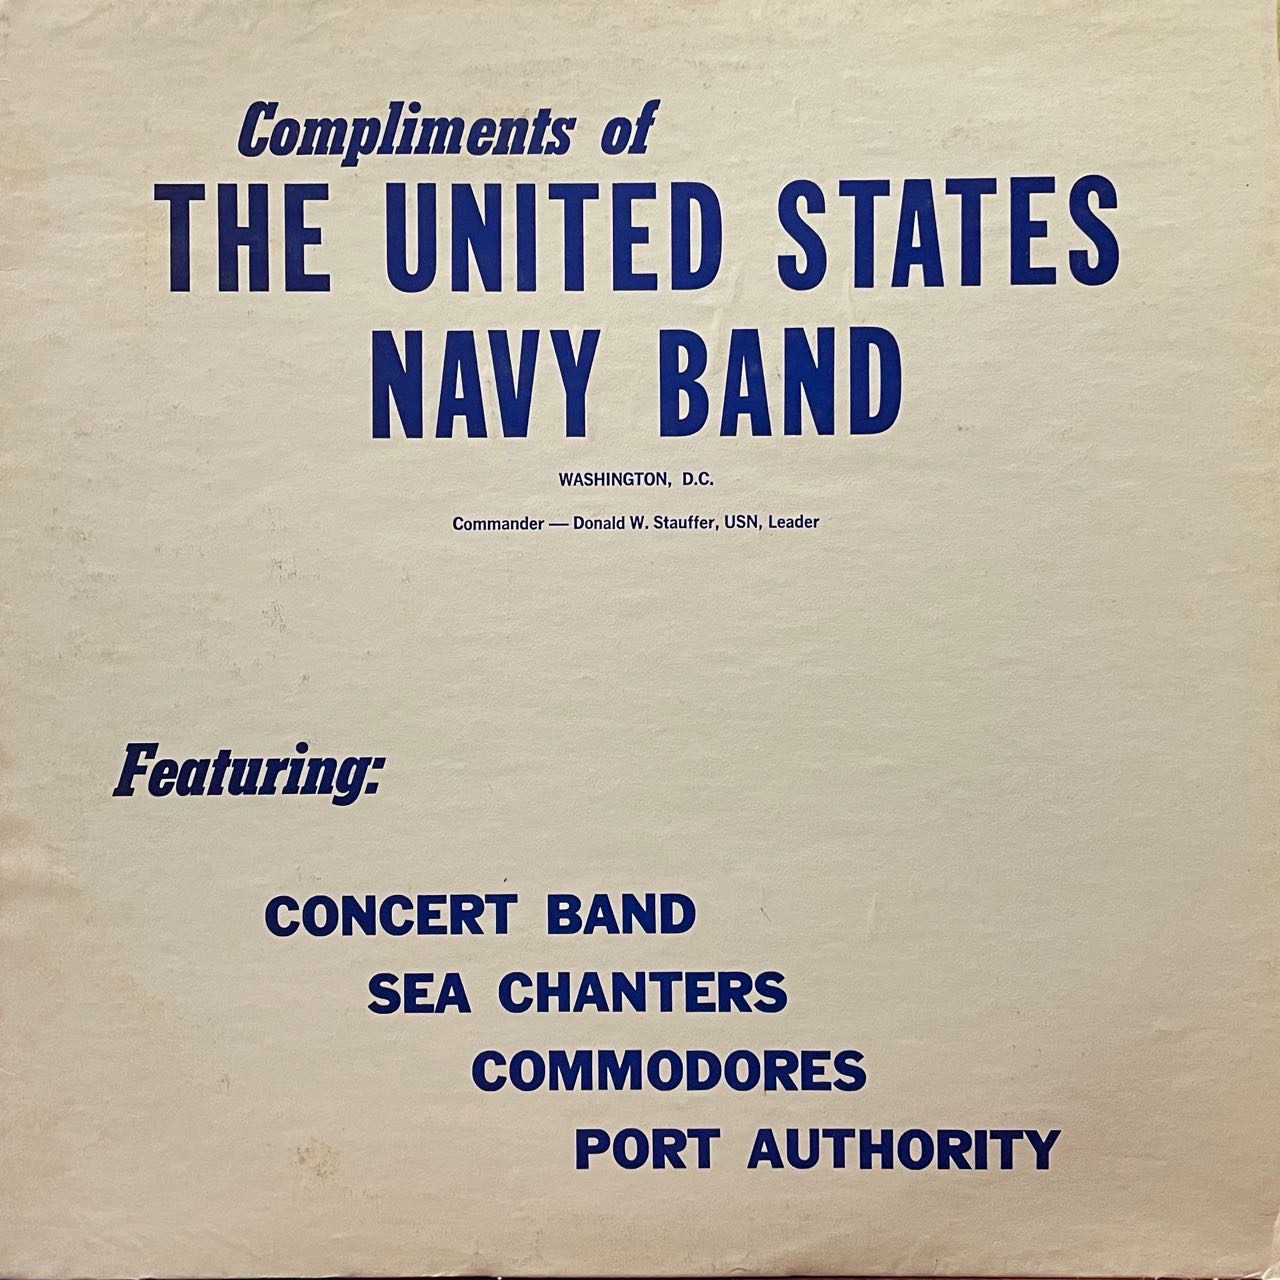 Compliments of
THE UNITED STATES
NAVY BAND
WASHINGTON, D.C.
Commander — Donald W. Stauffer, USN, Leader
Featuring:
CONCERT BAND
SEA CHANTERS
COMMODORES
PORT AUTHORITY